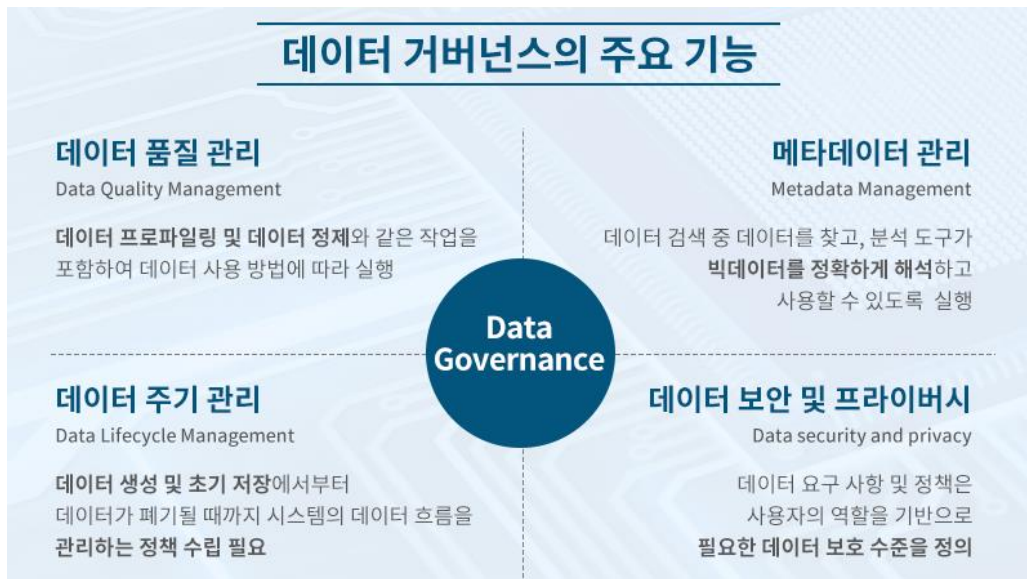 데이터 거버넌스의 주요 기능
데이터 품질 관리
Data Quality Management
데이터 프로파일링 및 데이터 정제와 같은 작업을
포함하여 데이터 사용 방법에 따라 실행
메타데이터 관리
Metadata Management
데이터 검색 중 데이터를 찾고, 분석 도구가
빅데이터를 정확하게 해석하고
사용할 수 있도록 실행
Data
Governance
데이터 주기 관리
Data Lifecycle Management
데이터 생성 및 초기 저장에서부터
데이터가 폐기될 때까지 시스템의 데이터 흐름을
관리하는 정책 수립 필요
데이터 보안 및 프라이버시
Data security and privacy
데이터 요구 사항 및 정책은
사용자의 역할을 기반으로
필요한 데이터 보호 수준을 정의